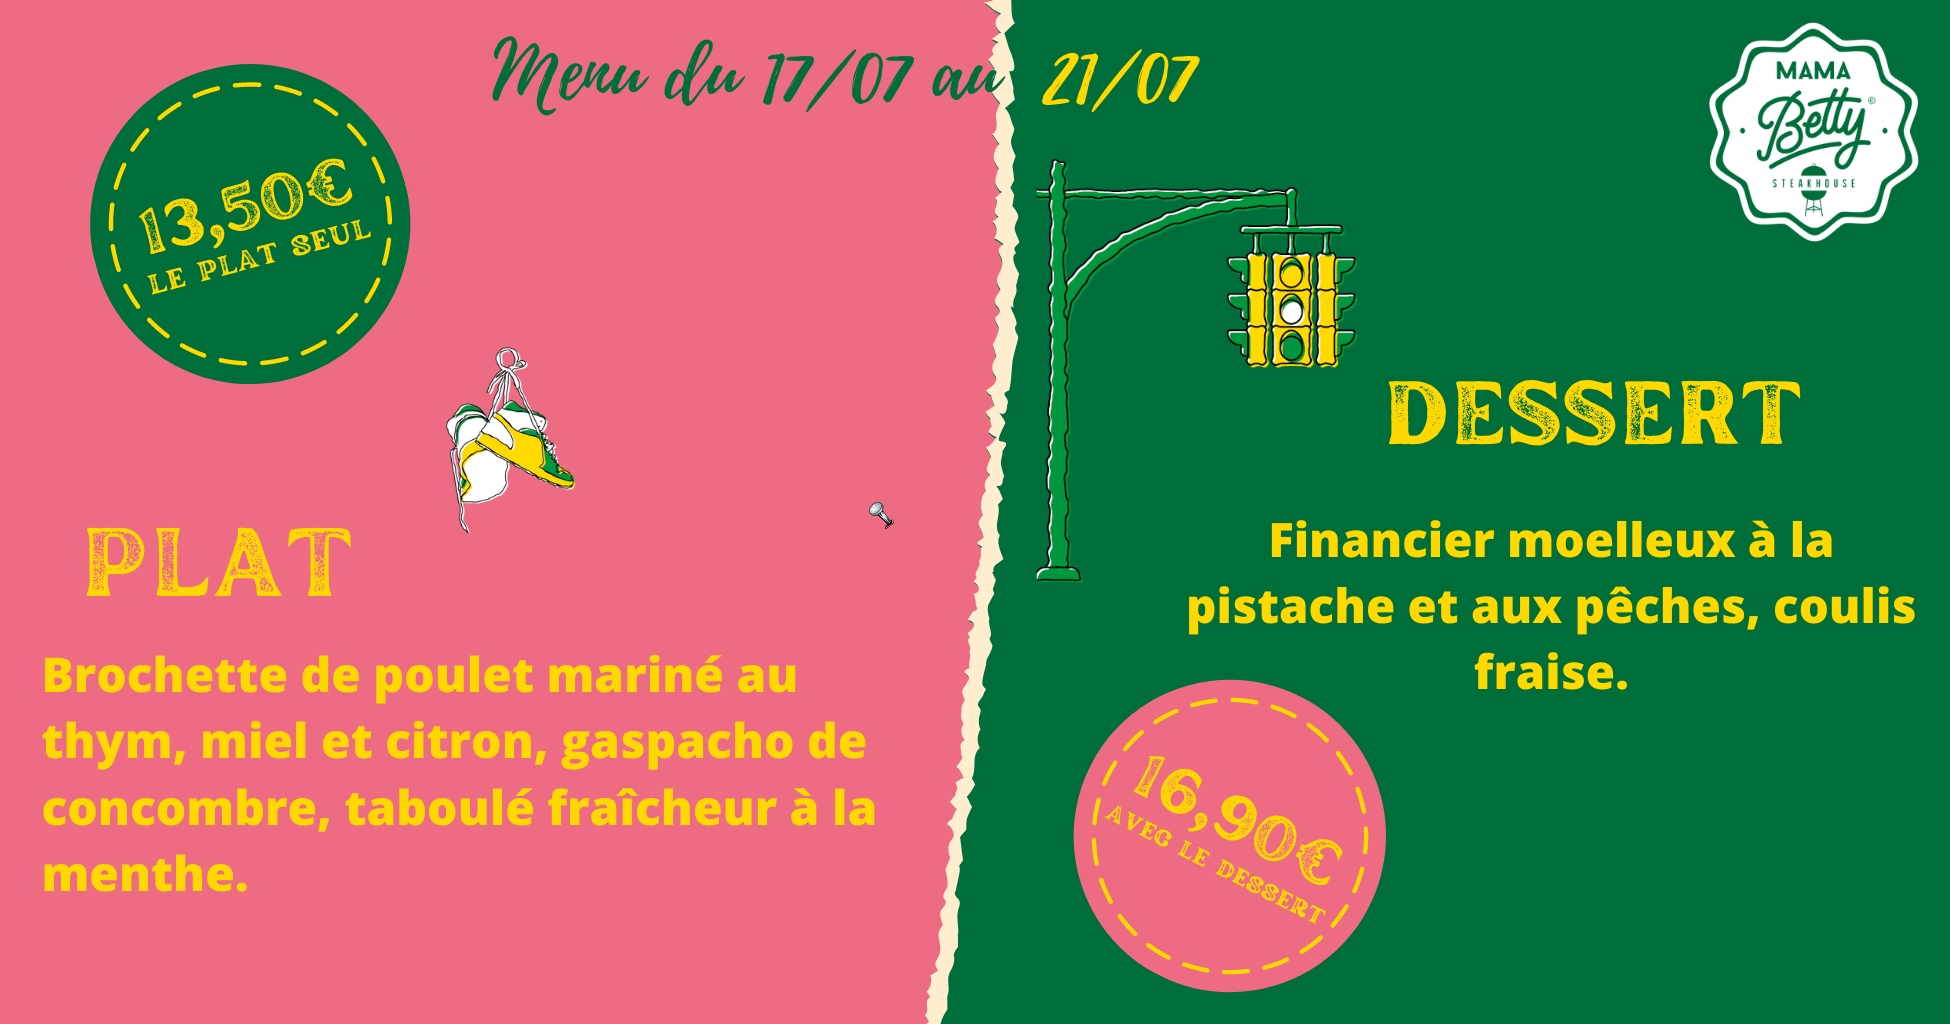 Menu du 17/07 au 21/07
MAMA
Betty
©
STEAKHOUSE
13,50€
LE PLAT SEUL
PLAT
Brochette de poulet mariné au
thym, miel et citron, gaspacho de
concombre, taboulé fraîcheur à la
menthe.
DESSERT
Financier moelleux à la
pistache et aux pêches, coulis
fraise.
16,90€
AVEC LE DESSERT